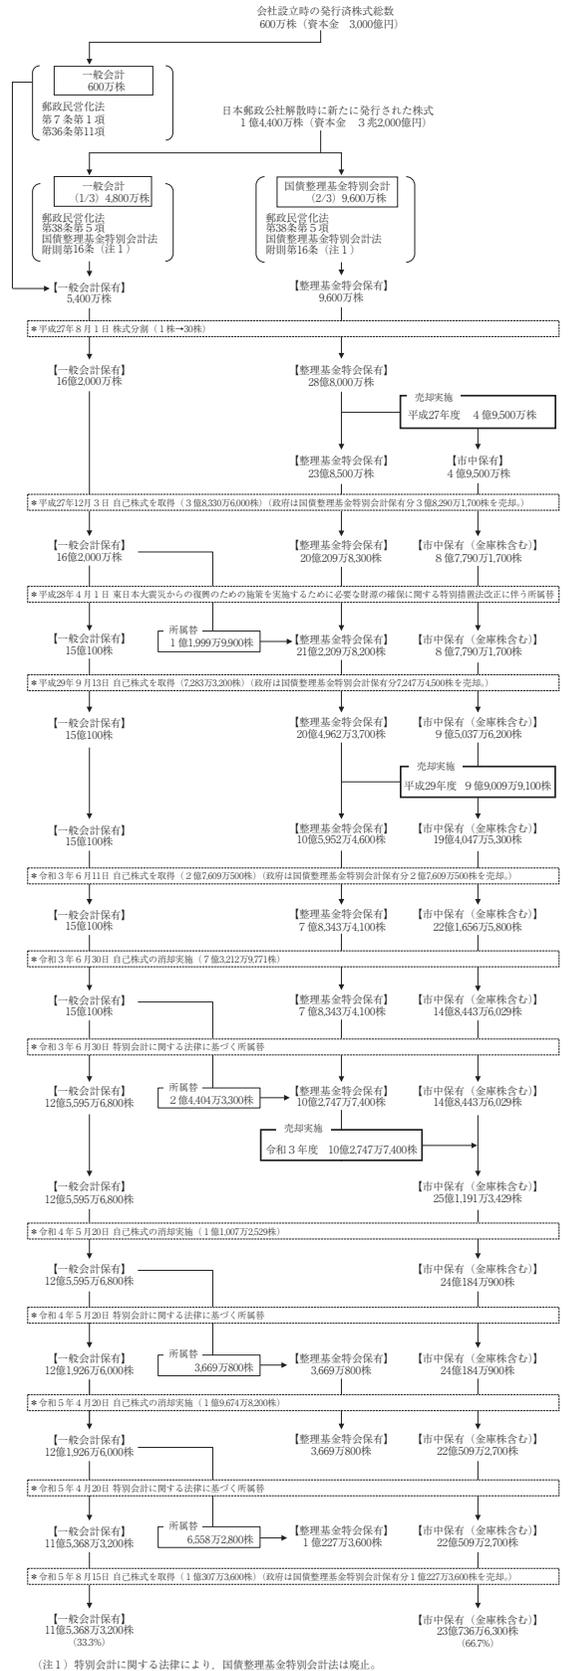 会社設立時の発行済株式総数
600万株（資本金　3,000億円）
一般会計
600万株
郵政民営化法
第７条第１項
第36条第11項
日本郵政公社解散時に新たに発行された株式
１億4,400万株（資本金　３兆2,000億円）
一般会計
（1/3）4,800万株
郵政民営化法
第38条第５項
国債整理基金特別会計法
附則第16条（注１）
国債整理基金特別会計
（2/3）9,600万株
郵政民営化法
第38条第５項
国債整理基金特別会計法
附則第16条（注１）
【一般会計保有】
5,400万株
【整理基金特会保有】
9,600万株
＊平成27年８月１日 株式分割（１株→30株）
【一般会計保有】
16億2,000万株
【整理基金特会保有】
28億8,000万株
売却実施
平成27年度　４億9,500万株
【整理基金特会保有】
23億8,500万株
【市中保有】
４億9,500万株
＊平成27年12月３日 自己株式を取得（３億8,330万6,000株）（政府は国債整理基金特別会計保有分３億8,290万1,700株を売却。）
【一般会計保有】
16億2,000万株
【整理基金特会保有】
20億209万8,300株
【市中保有（金庫株含む）】
８億7,790万1,700株
＊平成28年４月１日 東日本大震災からの復興のための施策を実施するために必要な財源の確保に関する特別措置法改正に伴う所属替
【一般会計保有】
15億100株
所属替
１億1,999万9,900株
【整理基金特会保有】
21億2,209万8,200株
【市中保有（金庫株含む）】
８億7,790万1,700株
＊平成29年９月13日 自己株式を取得（7,283万3,200株）（政府は国債整理基金特別会計保有分7,247万4,500株を売却。）
【一般会計保有】
15億100株
【整理基金特会保有】
20億4,962万3,700株
【市中保有（金庫株含む）】
９億5,037万6,200株
売却実施
平成29年度　９億9,009万9,100株
【一般会計保有】
15億100株
【整理基金特会保有】
10億5,952万4,600株
【市中保有（金庫株含む）】
19億4,047万5,300株
＊令和３年６月11日 自己株式を取得（２億7,609万500株）（政府は国債整理基金特別会計保有分２億7,609万500株を売却。）
【一般会計保有】
15億100株
【整理基金特会保有】
７億8,343万4,100株
【市中保有（金庫株含む）】
22億1,656万5,800株
＊令和３年６月30日 自己株式の消却実施（７億3,212万9,771株）
【一般会計保有】
15億100株
【整理基金特会保有】
７億8,343万4,100株
【市中保有（金庫株含む）】
14億8,443万6,029株
＊令和３年６月30日 特別会計に関する法律に基づく所属替
【一般会計保有】
12億5,595万6,800株
所属替
２億4,404万3,300株
【整理基金特会保有】
10億2,747万7,400株
【市中保有（金庫株含む）】
14億8,443万6,029株
売却実施
令和３年度　10億2,747万7,400株
【一般会計保有】
12億5,595万6,800株
【市中保有（金庫株含む）】
25億1,191万3,429株
＊令和４年５月20日 自己株式の消却実施（１億1,007万2,529株）
【一般会計保有】
12億5,595万6,800株
【市中保有（金庫株含む）】
24億184万900株
＊令和４年５月20日 特別会計に関する法律に基づく所属替
【一般会計保有】
12億1,926万6,000株
所属替
3,669万800株
【整理基金特会保有】
3,669万800株
【市中保有（金庫株含む）】
24億184万900株
＊令和５年４月20日 自己株式の消却実施（１億9,674万8,200株）
【一般会計保有】
12億1,926万6,000株
【整理基金特会保有】
3,669万800株
【市中保有（金庫株含む）】
22億509万2,700株
＊令和５年４月20日 特別会計に関する法律に基づく所属替
【一般会計保有】
11億5,368万3,200株
所属替
6,558万2,800株
【整理基金特会保有】
１億227万3,600株
【市中保有（金庫株含む）】
22億509万2,700株
＊令和５年８月15日 自己株式を取得（１億307万3,600株）（政府は国債整理基金特別会計保有分１億227万3,600株を売却。）
【一般会計保有】
11億5,368万3,200株
（33.3%）
【市中保有（金庫株含む）】
23億736万6,300株
（66.7%）
（注１）特別会計に関する法律により、国債整理基金特別会計法は廃止。